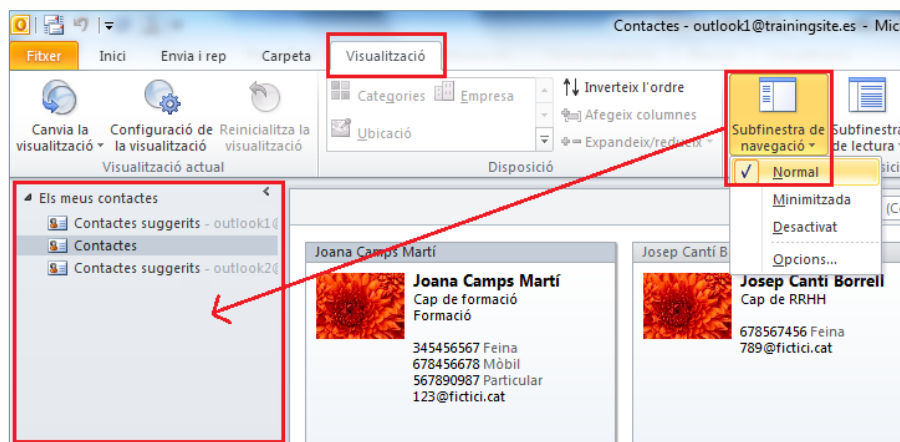 Contactes - outlook1@trainingsite.es - Mic
Fitxer Inici Envia i rep Carpeta Visualització
Canvia la visualització
Configuració de la visualització
Reinicialitza la visualització
Visualització actual
Categories Empresa
Ubicació
Inverteix l'ordre
Afegeix columnes
Expandeix/redueix
Disposició
Subfinestra de navegació
Subfinestra de lectura
Normal
Minimitzada
Desactivat
Opcions...
Els meus contactes
Contactes suggerits - outlook1@
Contactes
Contactes suggerits - outlook2@
Joana Camps Martí
Joana Camps Martí
Cap de formació
Formació
345456567 Feina
678456678 Mòbil
567890987 Particular
123@fictici.cat
Josep Cantí B
Josep Cantí Borrell
Cap de RRHH
678567456 Feina
789@fictici.cat